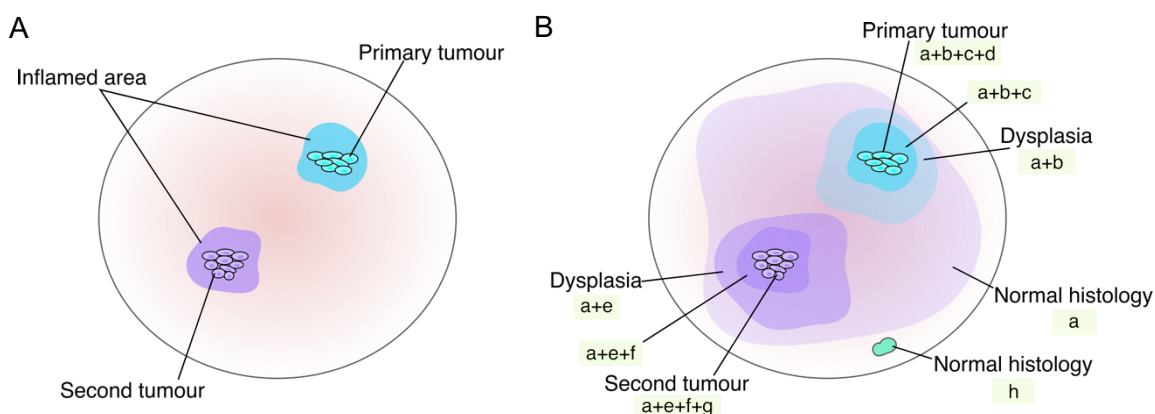 A
Primary tumour
Inflamed area
Second tumour
B
Primary tumour
a+b+c+d
a+b+c
Dysplasia
a+b
Dysplasia
a+e
a+e+f
Second tumour
a+e+f+g
Normal histology
a
Normal histology
h